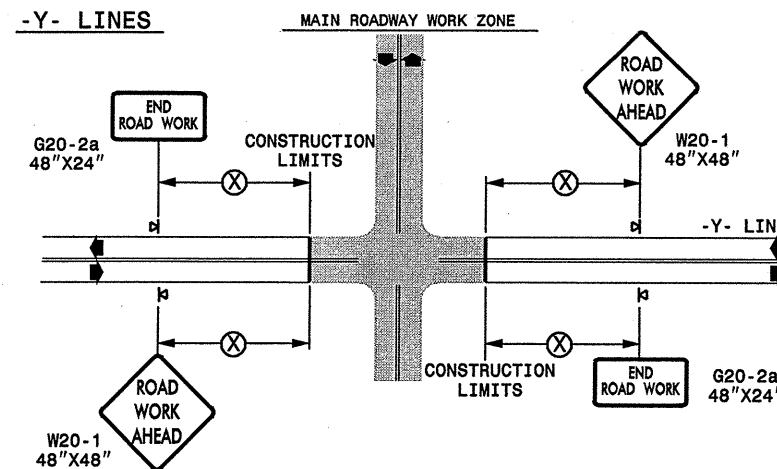 -Y- LINES
MAIN ROADWAY WORK ZONE
END
ROAD WORK
G20-2a
48"X24"
CONSTRUCTION
LIMITS
ROAD
WORK
AHEAD
W20-1
48"X48"
X
X
-Y- LIN
X
X
ROAD
WORK
AHEAD
W20-1
48"X48"
CONSTRUCTION
LIMITS
END
ROAD WORK
G20-2a
48"X24"